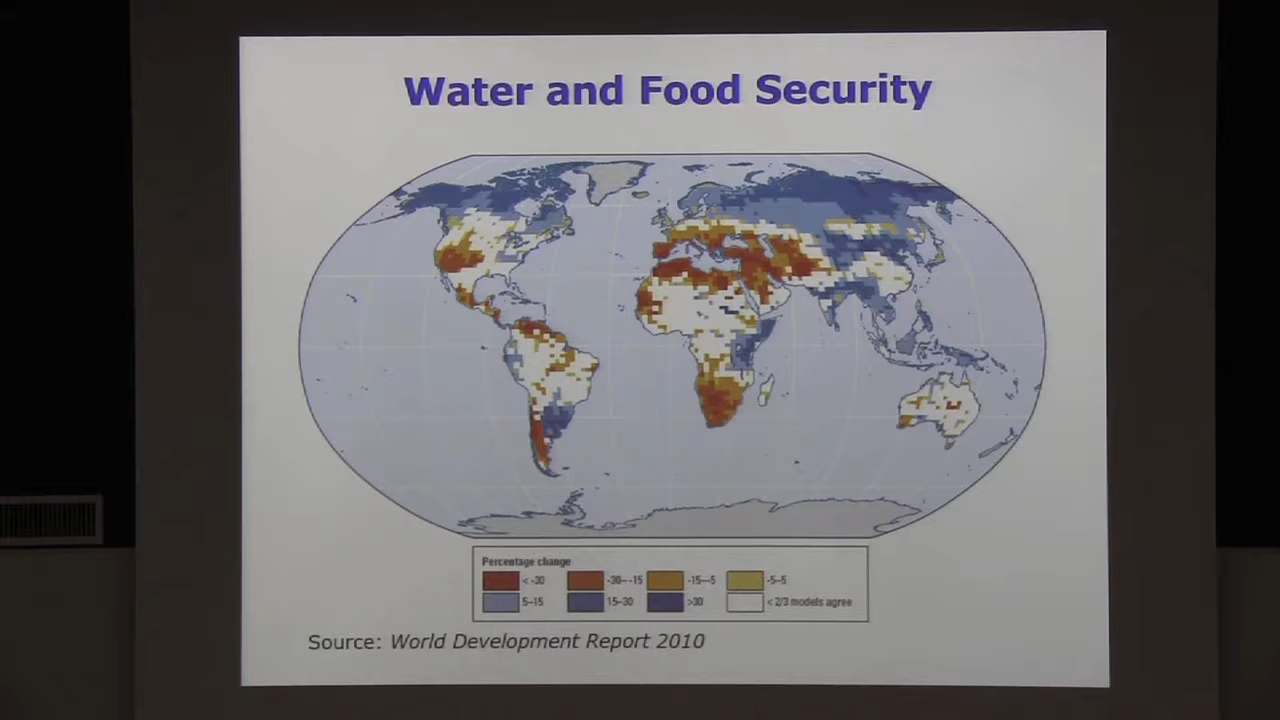 Water and Food Security
Percentage change
< -30
-30–-15
-15–-5
-5–5
5–15
15–30
>30
< 2/3 models agree
Source: World Development Report 2010